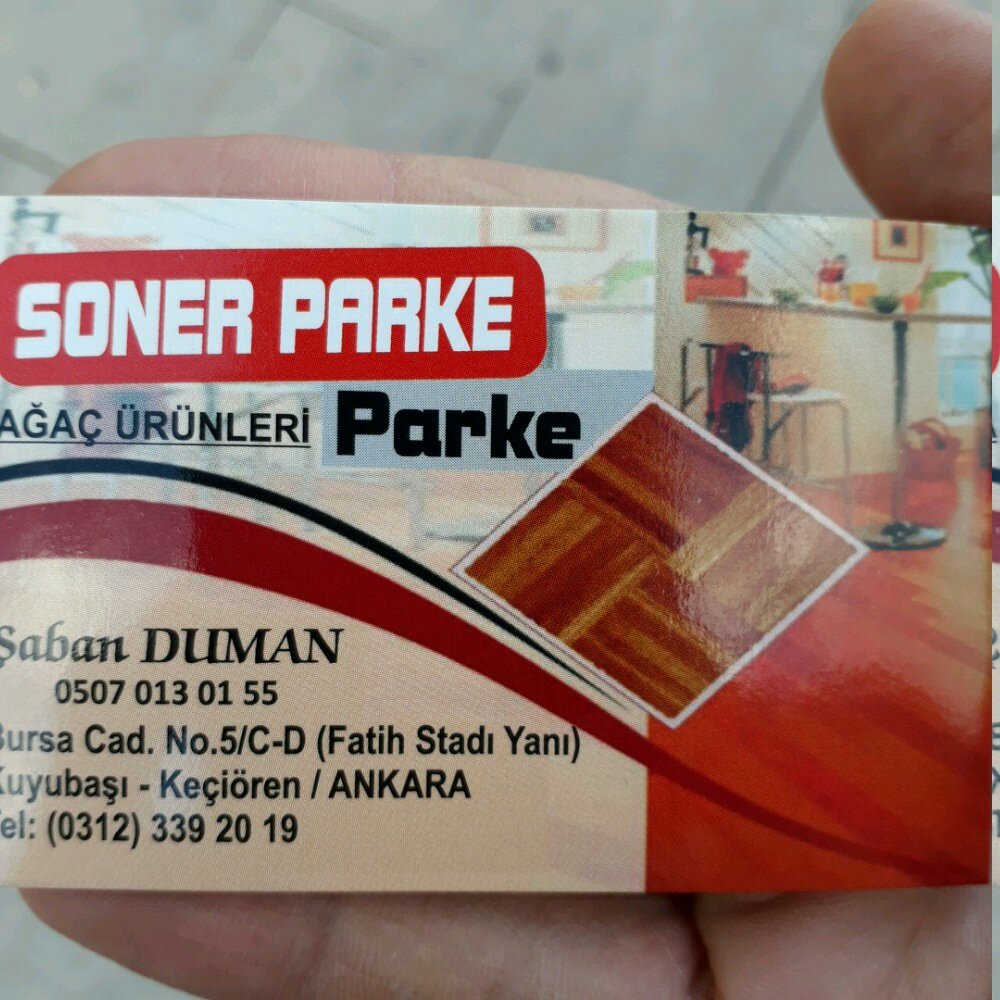 SONER PARKE
AĞAÇ ÜRÜNLERİ Parke
Şaban DUMAN
0507 013 01 55
Bursa Cad. No.5/C-D (Fatih Stadı Yanı)
Kuyubaşı - Keçiören / ANKARA
Tel: (0312) 339 20 19